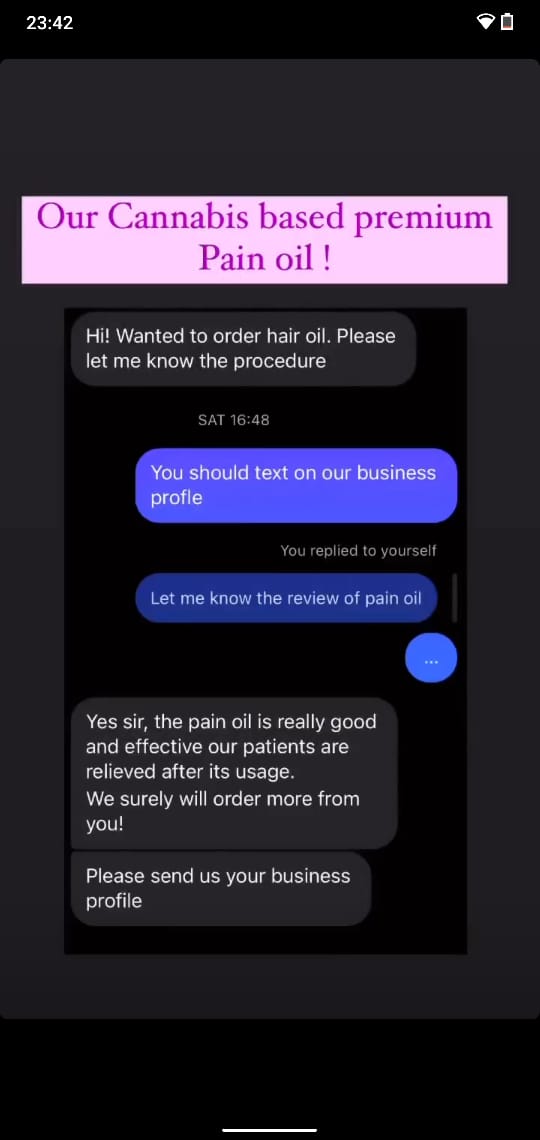 23:42
Our Cannabis based premium
Pain oil !
Hi! Wanted to order hair oil. Please
let me know the procedure
SAT 16:48
You should text on our business
profle
You replied to yourself
Let me know the review of pain oil
...
Yes sir, the pain oil is really good
and effective our patients are
relieved after its usage.
We surely will order more from
you!
Please send us your business
profile